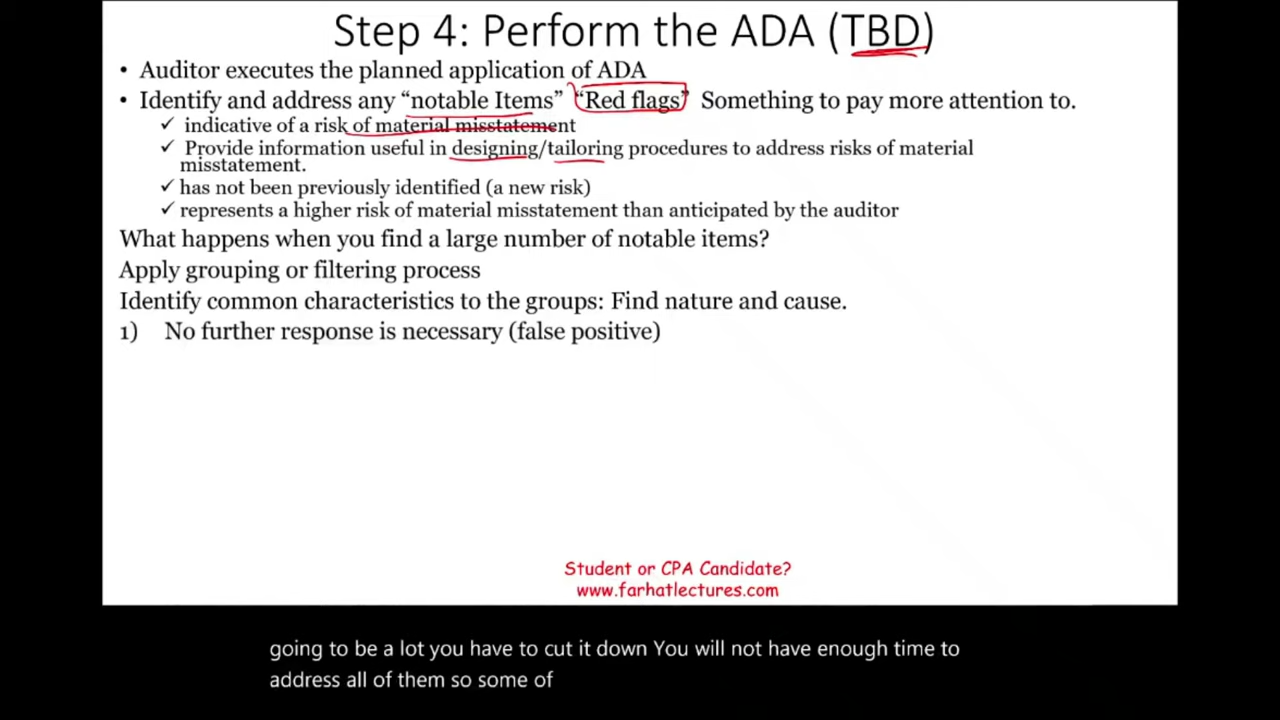 Step 4: Perform the ADA (TBD)
• Auditor executes the planned application of ADA
• Identify and address any “notable Items” “Red flags” Something to pay more attention to.
✓ indicative of a risk of material misstatement
✓ Provide information useful in designing/tailoring procedures to address risks of material
misstatement.
✓ has not been previously identified (a new risk)
✓ represents a higher risk of material misstatement than anticipated by the auditor
What happens when you find a large number of notable items?
Apply grouping or filtering process
Identify common characteristics to the groups: Find nature and cause.
1) No further response is necessary (false positive)
Student or CPA Candidate?
www.farhatlectures.com
going to be a lot you have to cut it down You will not have enough time to
address all of them so some of